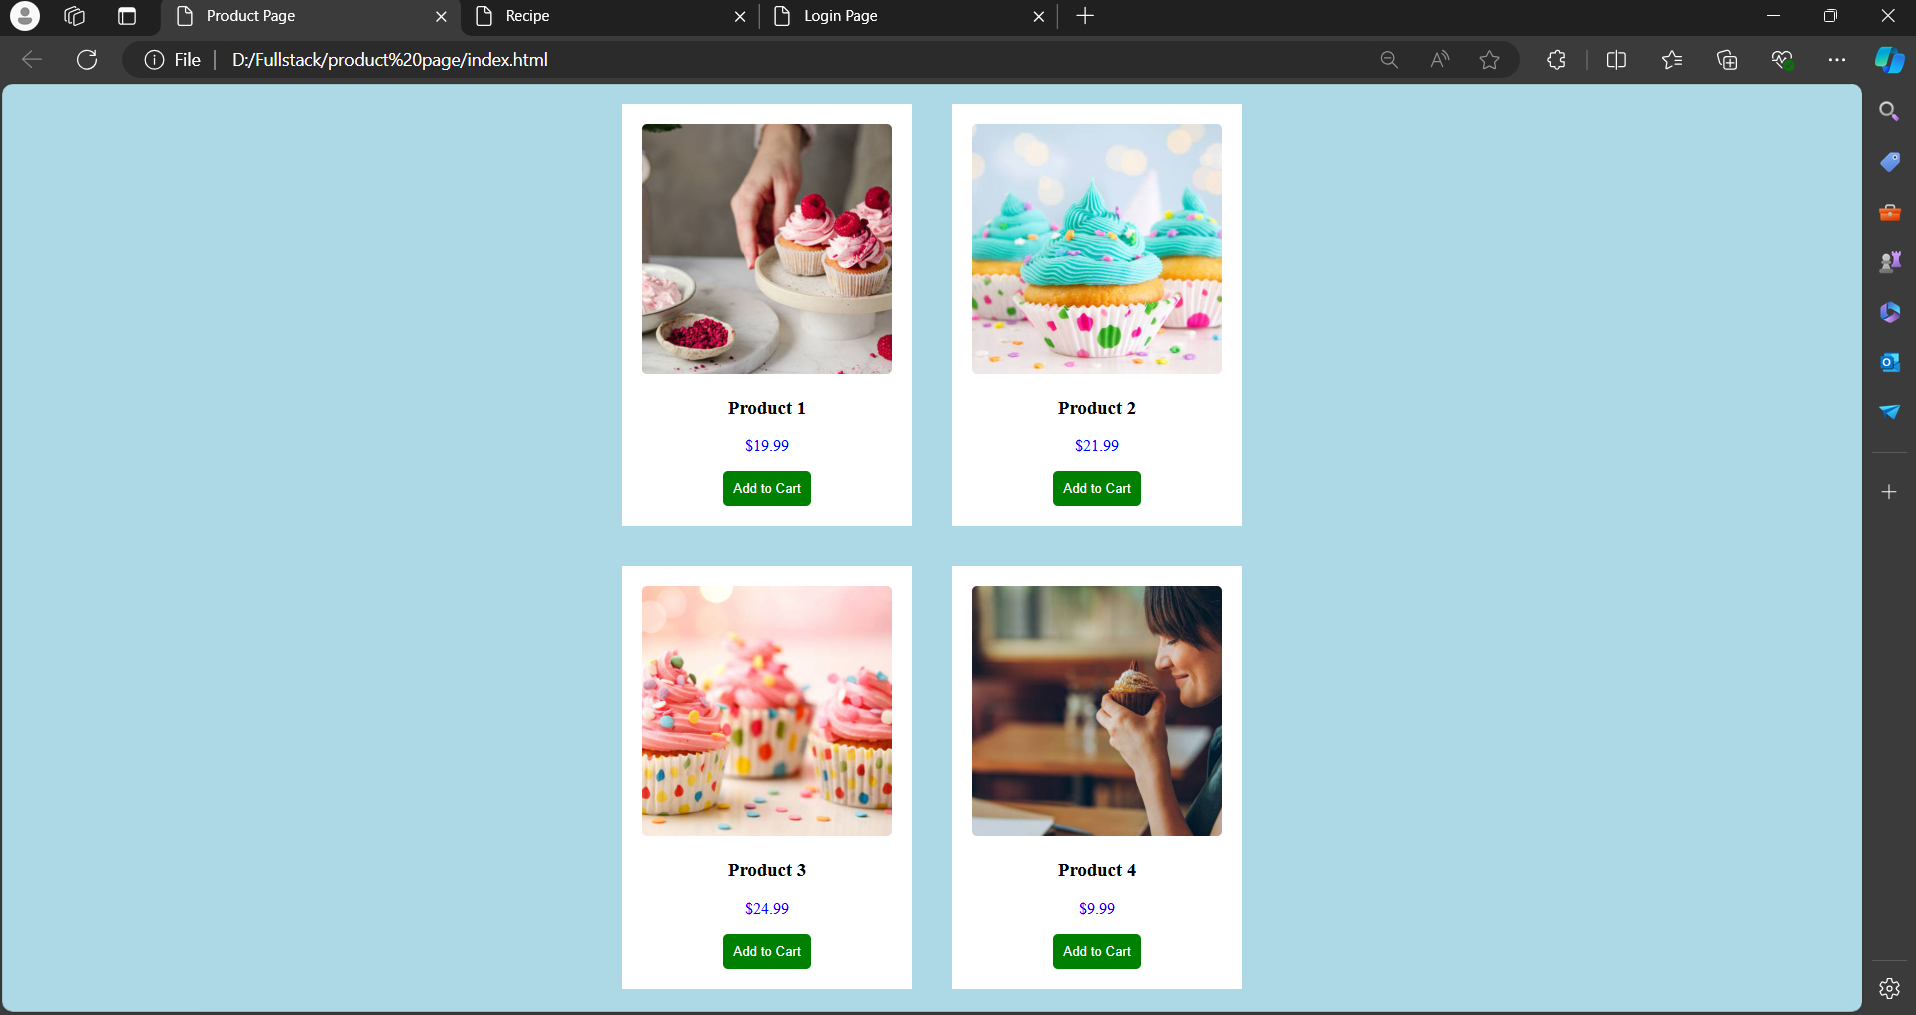 Product Page
Recipe
Login Page
File
D:/Fullstack/product%20page/index.html
Product 1
$19.99
Add to Cart
Product 2
$21.99
Add to Cart
Product 3
$24.99
Add to Cart
Product 4
$9.99
Add to Cart